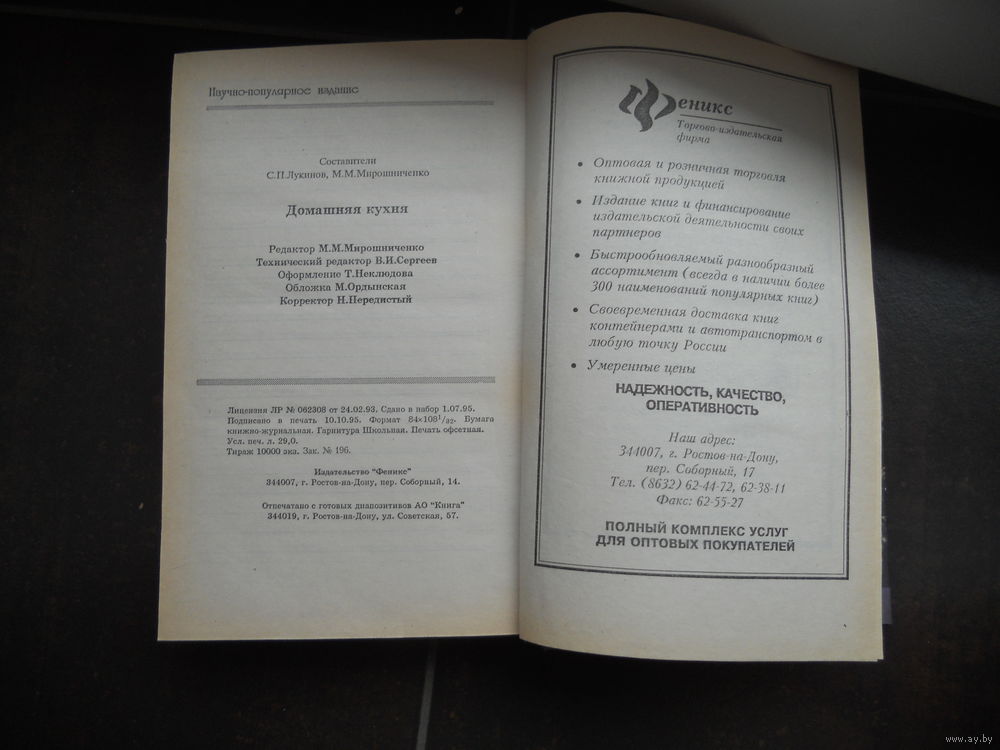 Научно-популярное издание
Составители
С.П.Лукинов, М.М.Мирошниченко
Домашняя кухня
Редактор М.М.Мирошниченко
Технический редактор В.И.Сергеев
Оформление Т.Неклюдова
Обложка М.Ордынская
Корректор Н.Передистый
Лицензия ЛР № 062308 от 24.02.93. Сдано в набор 1.07.95.
Подписано в печать 10.10.95. Формат 84×108¹/₃₂. Бумага
книжно-журнальная. Гарнитура Школьная. Печать офсетная.
Усл. печ. л. 29,0.
Тираж 10000 экз. Зак. № 196.
Издательство "Феникс"
344007, г. Ростов-на-Дону, пер. Соборный, 14.
Отпечатано с готовых диапозитивов АО "Книга"
344019, г. Ростов-на-Дону, ул. Советская, 57.
Феникс
Торгово-издательская
фирма
• Оптовая и розничная торговля
книжной продукцией
• Издание книг и финансирование
издательской деятельности своих
партнеров
• Быстрообновляемый разнообразный
ассортимент (всегда в наличии более
300 наименований популярных книг)
• Своевременная доставка книг
контейнерами и автотранспортом в
любую точку России
• Умеренные цены
НАДЕЖНОСТЬ, КАЧЕСТВО,
ОПЕРАТИВНОСТЬ
Наш адрес:
344007, г. Ростов-на-Дону,
пер. Соборный, 17
Тел. (8632) 62-44-72, 62-38-11
Факс: 62-55-27
ПОЛНЫЙ КОМПЛЕКС УСЛУГ
ДЛЯ ОПТОВЫХ ПОКУПАТЕЛЕЙ
www.ay.by